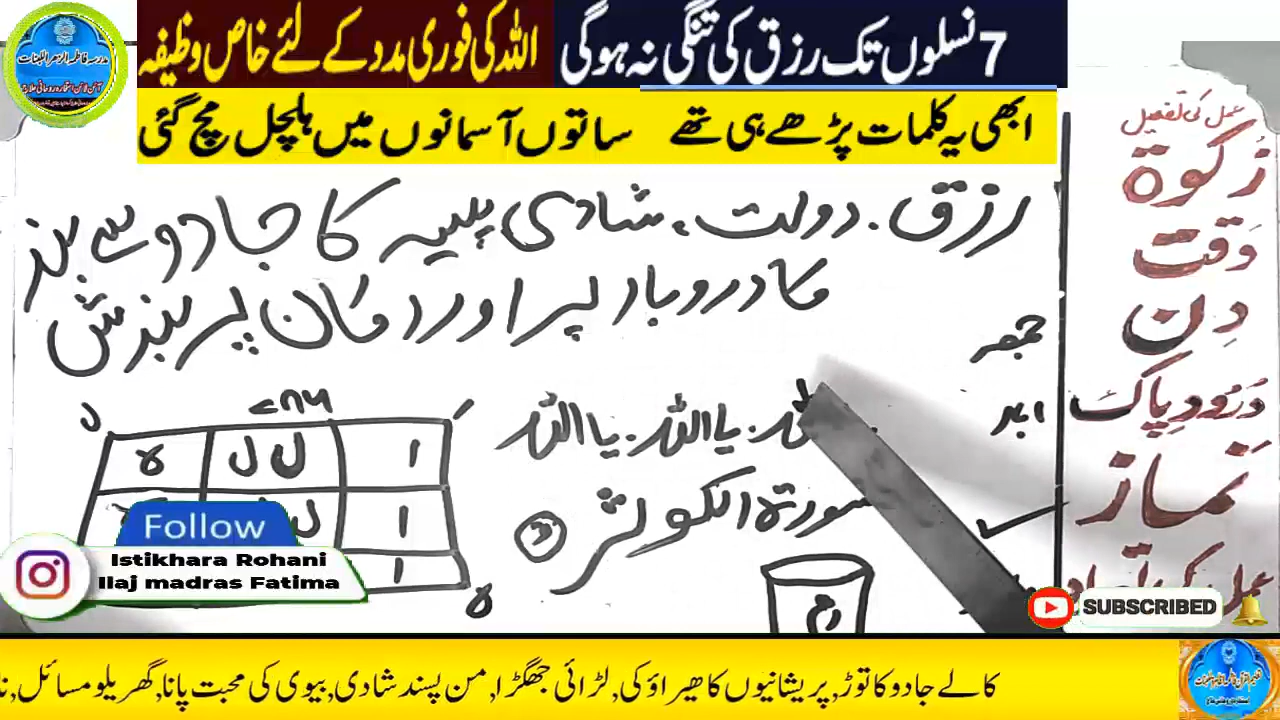 7 نسلوں تک رزق کی تنگی نہ ہوگی
اللہ کی فوری مدد کے لئے خاص وظیفہ
ابھی یہ کلمات پڑھے ہی تھے ساتوں آسمانوں میں ہلچل مچ گئی
رزق۔ دولت، شادی پیسہ کا جادو سے بند
کاروبار پر اور دکان پر بندش
یا اللہ۔ یا اللہ
سورۃ الکوثر
ہ ل ل ا
ا
ا
ہ
دم
عمل کی تفصیل
زکوۃ
وقت
دن
درود پاک
نماز
Follow
Istikhara Rohani
Ilaj madras Fatima
SUBSCRIBED
کالے جادو کا توڑ, پریشانیوں کا ھیراؤ کی, لڑائی جھگڑا, من پسند شادی, بیوی کی محبت پانا, گھریلو مسائل,